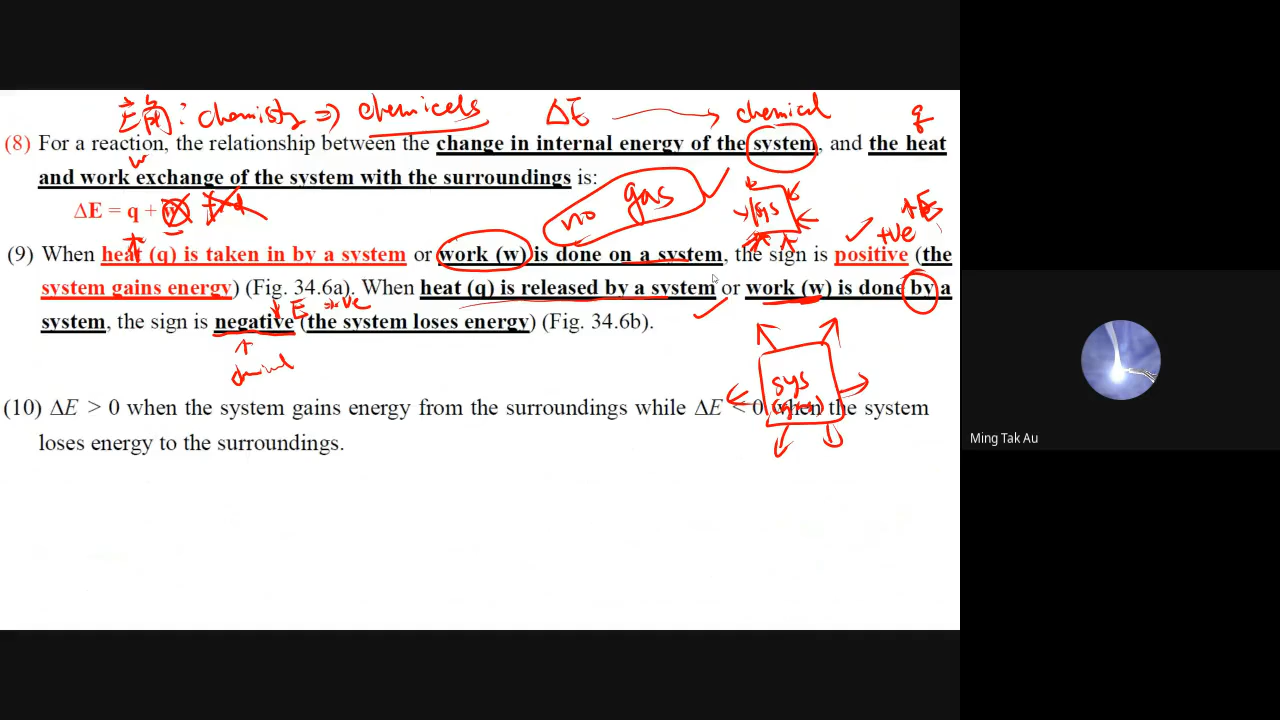 主角: chemistry ⇒ chemicals ΔE → chemical q
(8) For a reaction, the relationship between the change in internal energy of the system, and the heat
w
and work exchange of the system with the surroundings is:
no gas ✓
ΔE = q + w
sys
+ve
(9) When heat (q) is taken in by a system or work (w) is done on a system, the sign is positive (the
system gains energy) (Fig. 34.6a). When heat (q) is released by a system or work (w) is done by a
↓ E -ve
system, the sign is negative (the system loses energy) (Fig. 34.6b).
sys
(gas)
(10) ΔE > 0 when the system gains energy from the surroundings while ΔE < 0 when the system
loses energy to the surroundings.
Ming Tak Au